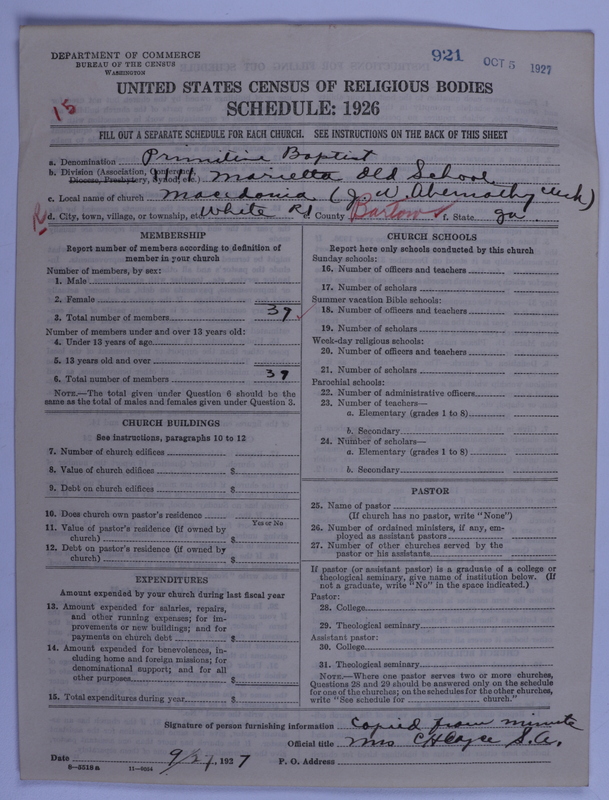 DEPARTMENT OF COMMERCE
BUREAU OF THE CENSUS
WASHINGTON
921 OCT 5 1927
UNITED STATES CENSUS OF RELIGIOUS BODIES
SCHEDULE: 1926
15
FILL OUT A SEPARATE SCHEDULE FOR EACH CHURCH. SEE INSTRUCTIONS ON THE BACK OF THIS SHEET
a. Denomination Primitive Baptist
b. Division (Association, Conference, Diocese, Presbytery, Synod, etc.) Marietta Old School
c. Local name of church Macedonia (J. W. Abernathy Clerk)
R d. City, town, village, or township, etc. White R1 County Bartow f. State ga.
MEMBERSHIP
Report number of members according to definition of
member in your church
Number of members, by sex:
1. Male
2. Female
3. Total number of members 37
Number of members under and over 13 years old:
4. Under 13 years of age
5. 13 years old and over
6. Total number of members 37
NOTE.—The total given under Question 6 should be the
same as the total of males and females given under Question 3.
CHURCH BUILDINGS
See instructions, paragraphs 10 to 12
7. Number of church edifices
8. Value of church edifices $
9. Debt on church edifices $
10. Does church own pastor's residence
Yes or No
11. Value of pastor's residence (if owned by
church) $
12. Debt on pastor's residence (if owned by
church) $
EXPENDITURES
Amount expended by your church during last fiscal year
13. Amount expended for salaries, repairs,
and other running expenses; for im-
provements or new buildings; and for
payments on church debt $
14. Amount expended for benevolences, in-
cluding home and foreign missions; for
denominational support; and for all
other purposes $
15. Total expenditures during year $
CHURCH SCHOOLS
Report here only schools conducted by this church
Sunday schools:
16. Number of officers and teachers
17. Number of scholars
Summer vacation Bible schools:
18. Number of officers and teachers
19. Number of scholars
Week-day religious schools:
20. Number of officers and teachers
21. Number of scholars
Parochial schools:
22. Number of administrative officers
23. Number of teachers—
a. Elementary (grades 1 to 8)
b. Secondary
24. Number of scholars—
a. Elementary (grades 1 to 8)
b. Secondary
PASTOR
25. Name of pastor
(If church has no pastor, write "None")
26. Number of ordained ministers, if any, em-
ployed as assistant pastors
27. Number of other churches served by the
pastor or his assistants
If pastor (or assistant pastor) is a graduate of a college or
theological seminary, give name of institution below. (If
not a graduate, write "No" in the space indicated.)
Pastor:
28. College
29. Theological seminary
Assistant pastor:
30. College
31. Theological seminary
NOTE.—Where one pastor serves two or more churches,
Questions 28 and 29 should be answered only on the schedule
for one of the churches; on the schedules for the other churches,
write "See schedule for church."
Signature of person furnishing information Copied from minute
Official title Mrs C H Cayce S. A.
Date 9/27, 1927 P. O. Address
8—5518a 11—9054